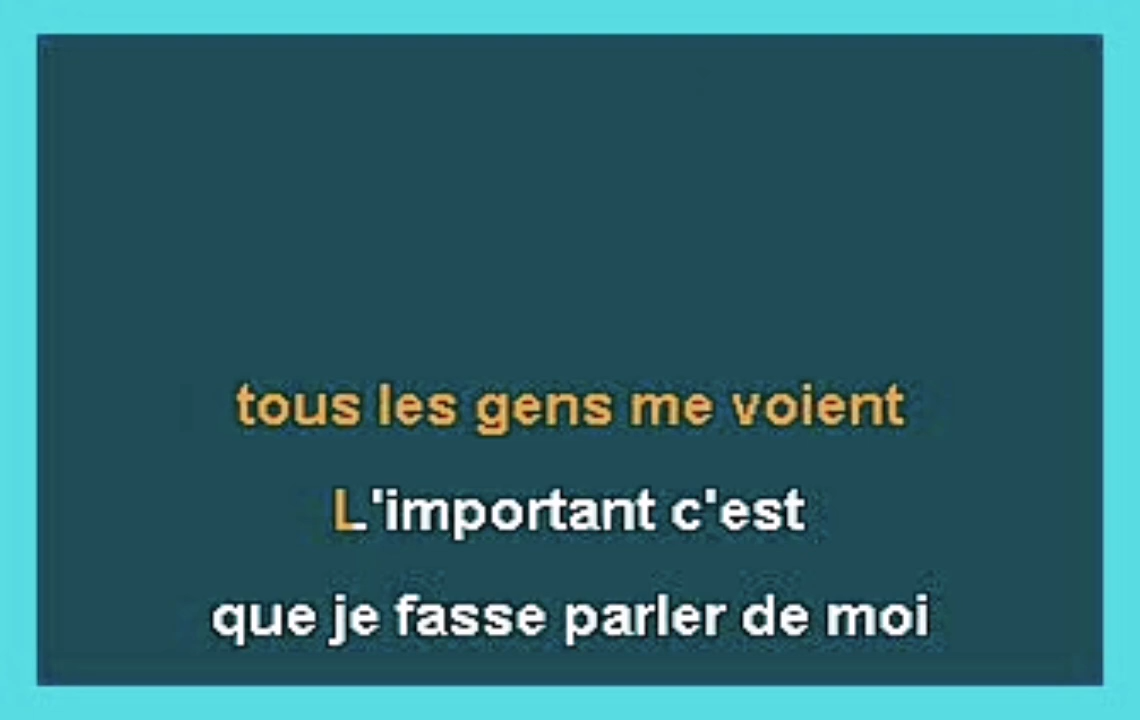 tous les gens me voient
L'important c'est
que je fasse parler de moi